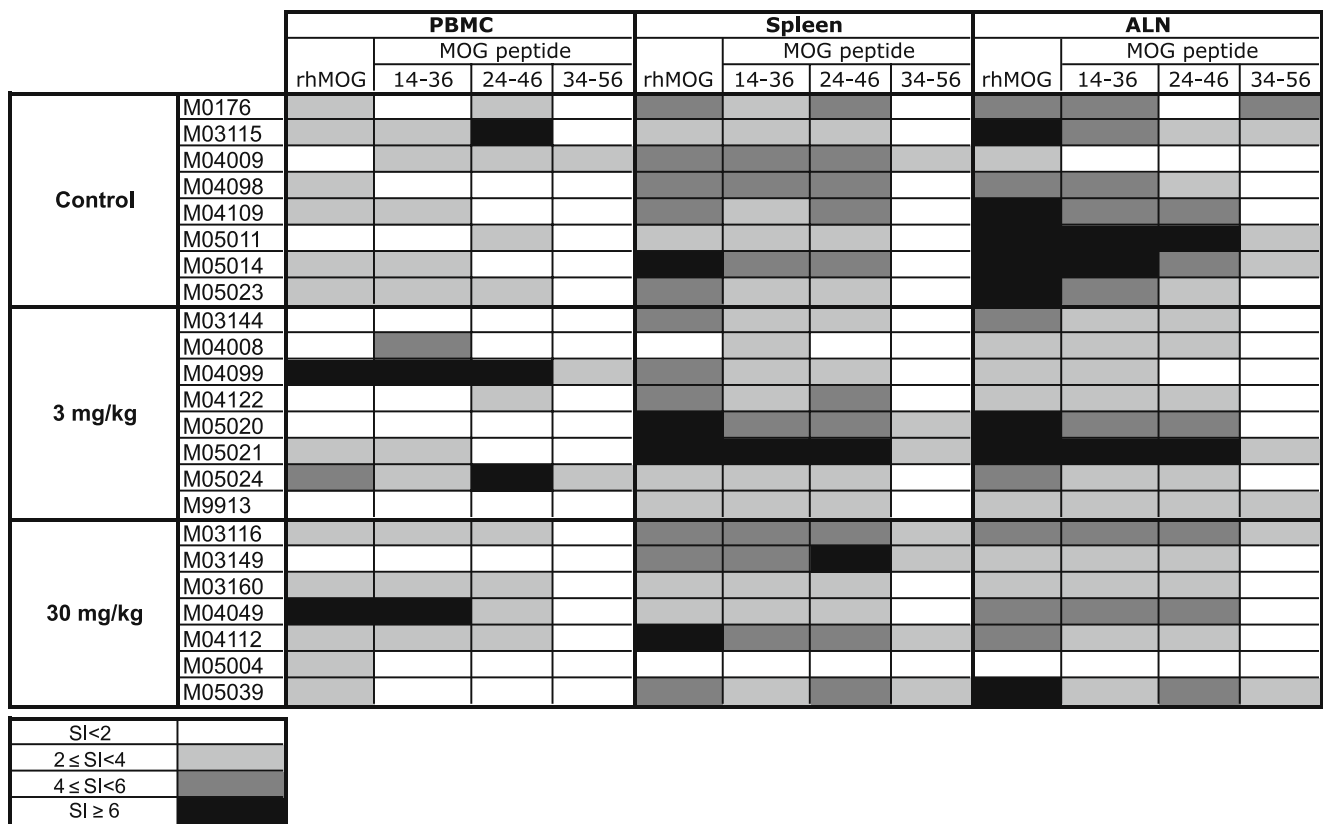 PBMC Spleen ALN
MOG peptide MOG peptide MOG peptide
rhMOG 14-36 24-46 34-56 rhMOG 14-36 24-46 34-56 rhMOG 14-36 24-46 34-56
Control
M0176
M03115
M04009
M04098
M04109
M05011
M05014
M05023
3 mg/kg
M03144
M04008
M04099
M04122
M05020
M05021
M05024
M9913
30 mg/kg
M03116
M03149
M03160
M04049
M04112
M05004
M05039
SI<2
2 ≤ SI<4
4 ≤ SI<6
SI ≥ 6